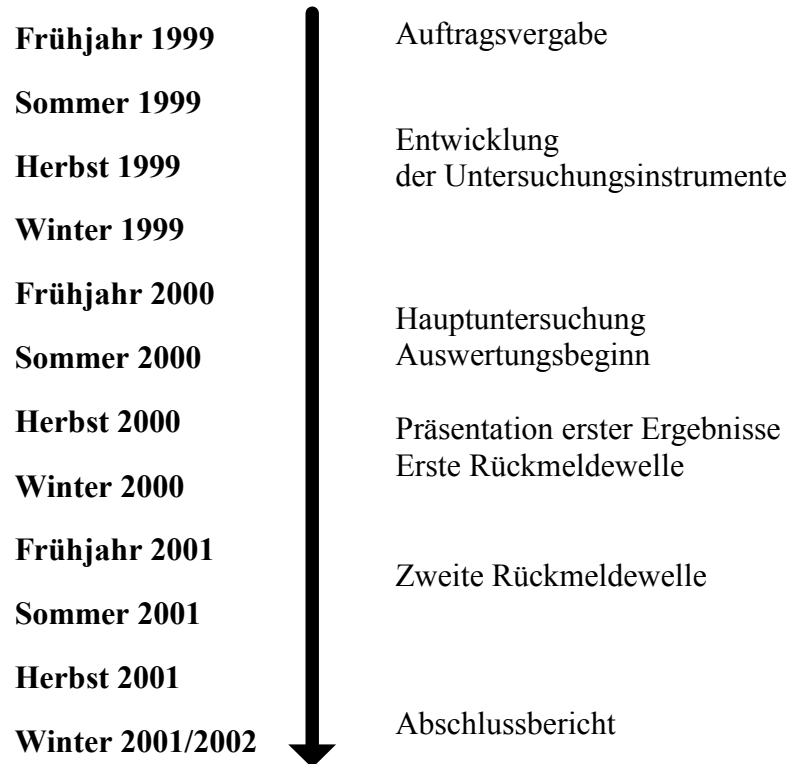 Frühjahr 1999
Auftragsvergabe
Sommer 1999
Entwicklung
der Untersuchungsinstrumente
Herbst 1999
Winter 1999
Frühjahr 2000
Hauptuntersuchung
Auswertungsbeginn
Sommer 2000
Herbst 2000
Präsentation erster Ergebnisse
Erste Rückmeldewelle
Winter 2000
Frühjahr 2001
Zweite Rückmeldewelle
Sommer 2001
Herbst 2001
Abschlussbericht
Winter 2001/2002